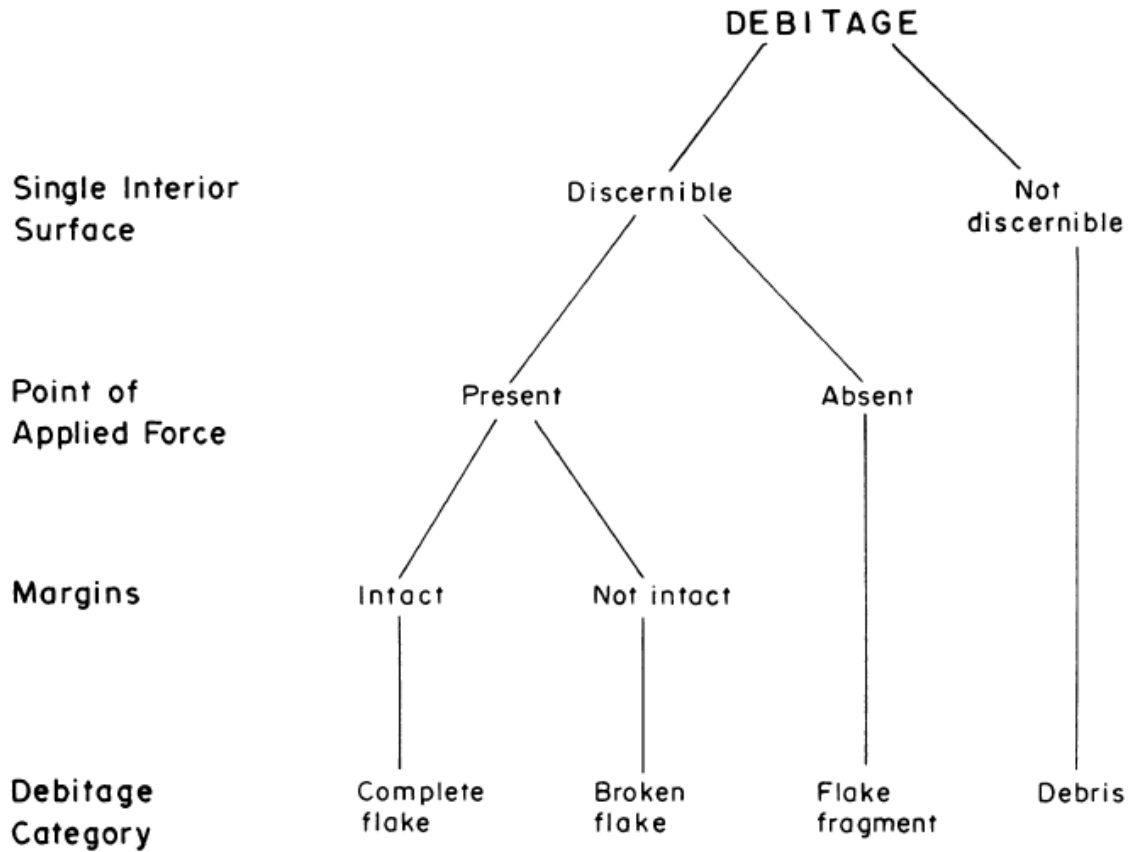 DEBITAGE
Single Interior
Surface
Discernible
Not
discernible
Point of
Applied Force
Present
Absent
Margins
Intact
Not intact
Debitage
Category
Complete
flake
Broken
flake
Flake
fragment
Debris